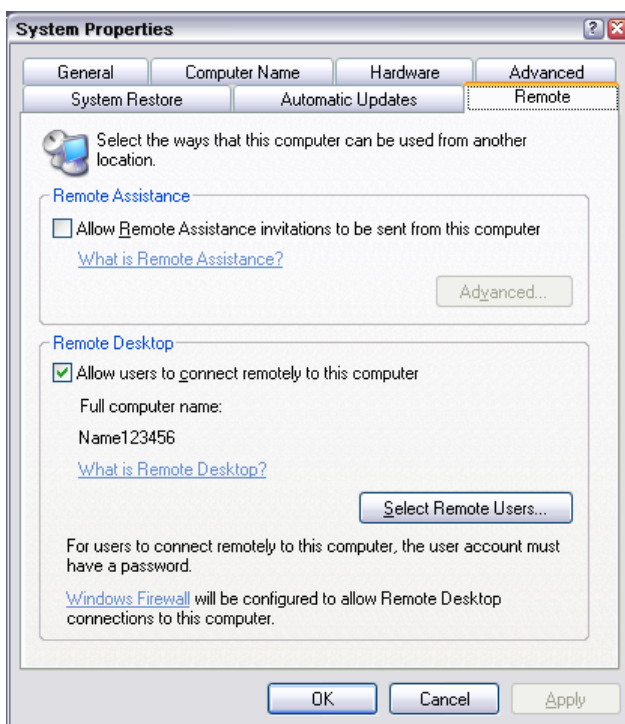 System Properties
General
Computer Name
Hardware
Advanced
System Restore
Automatic Updates
Remote
Select the ways that this computer can be used from another
location.
Remote Assistance
Allow Remote Assistance invitations to be sent from this computer
What is Remote Assistance?
Advanced...
Remote Desktop
Allow users to connect remotely to this computer
Full computer name:
Name123456
What is Remote Desktop?
Select Remote Users...
For users to connect remotely to this computer, the user account must
have a password.
Windows Firewall will be configured to allow Remote Desktop
connections to this computer.
OK
Cancel
Apply